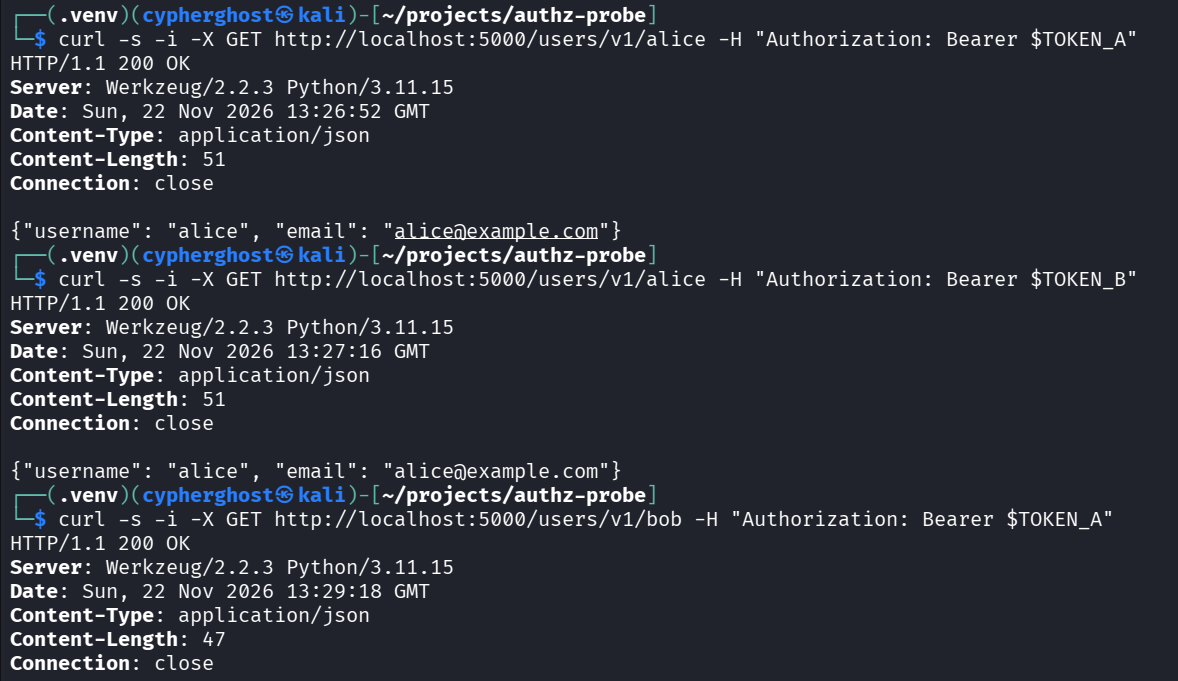 ┌──(.venv)(cypherghost㉿kali)-[~/projects/authz-probe]
└─$ curl -s -i -X GET http://localhost:5000/users/v1/alice -H "Authorization: Bearer $TOKEN_A"
HTTP/1.1 200 OK
Server: Werkzeug/2.2.3 Python/3.11.15
Date: Sun, 22 Nov 2026 13:26:52 GMT
Content-Type: application/json
Content-Length: 51
Connection: close

{"username": "alice", "email": "alice@example.com"}
┌──(.venv)(cypherghost㉿kali)-[~/projects/authz-probe]
└─$ curl -s -i -X GET http://localhost:5000/users/v1/alice -H "Authorization: Bearer $TOKEN_B"
HTTP/1.1 200 OK
Server: Werkzeug/2.2.3 Python/3.11.15
Date: Sun, 22 Nov 2026 13:27:16 GMT
Content-Type: application/json
Content-Length: 51
Connection: close

{"username": "alice", "email": "alice@example.com"}
┌──(.venv)(cypherghost㉿kali)-[~/projects/authz-probe]
└─$ curl -s -i -X GET http://localhost:5000/users/v1/bob -H "Authorization: Bearer $TOKEN_A"
HTTP/1.1 200 OK
Server: Werkzeug/2.2.3 Python/3.11.15
Date: Sun, 22 Nov 2026 13:29:18 GMT
Content-Type: application/json
Content-Length: 47
Connection: close